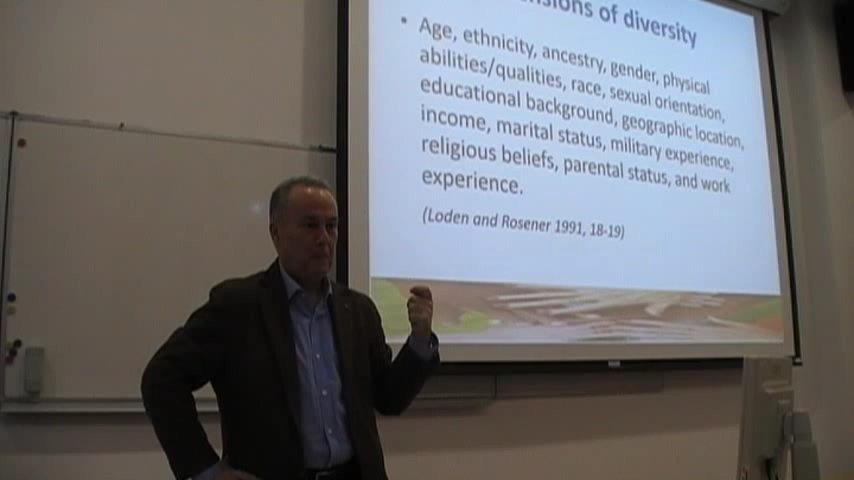 of diversity
• Age, ethnicity, ancestry, gender, physical
abilities/qualities, race, sexual orientation,
educational background, geographic location,
income, marital status, military experience,
religious beliefs, parental status, and work
experience.
(Loden and Rosener 1991, 18-19)